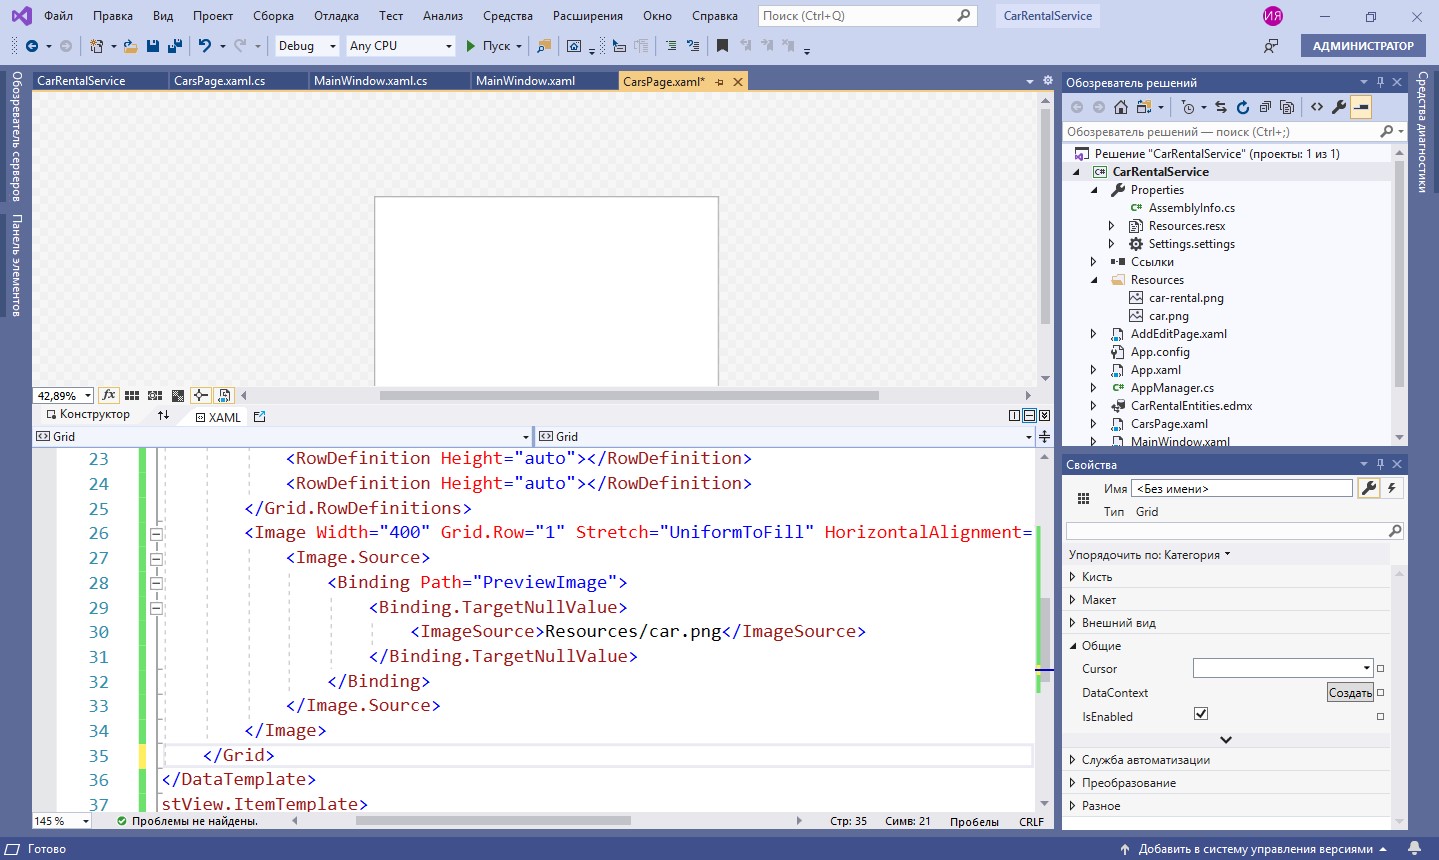 Файл Правка Вид Проект Сборка Отладка Тест Анализ Средства Расширения Окно Справка Поиск (Ctrl+Q) CarRentalService ИЯ
Debug Any CPU Пуск АДМИНИСТРАТОР
Обозреватель серверов
Панель элементов
CarRentalService CarsPage.xaml.cs MainWindow.xaml.cs MainWindow.xaml CarsPage.xaml*
42,89% fx
Конструктор XAML
Grid Grid
23 <RowDefinition Height="auto"></RowDefinition>
24 <RowDefinition Height="auto"></RowDefinition>
25 </Grid.RowDefinitions>
26 <Image Width="400" Grid.Row="1" Stretch="UniformToFill" HorizontalAlignment=
27 <Image.Source>
28 <Binding Path="PreviewImage">
29 <Binding.TargetNullValue>
30 <ImageSource>Resources/car.png</ImageSource>
31 </Binding.TargetNullValue>
32 </Binding>
33 </Image.Source>
34 </Image>
35 </Grid>
36 </DataTemplate>
37 stView.ItemTemplate>
145 % Проблемы не найдены. Стр: 35 Симв: 21 Пробелы CRLF
Обозреватель решений
Обозреватель решений — поиск (Ctrl+;)
Решение "CarRentalService" (проекты: 1 из 1)
C# CarRentalService
Properties
C# AssemblyInfo.cs
Resources.resx
Settings.settings
Ссылки
Resources
car-rental.png
car.png
AddEditPage.xaml
App.config
App.xaml
C# AppManager.cs
CarRentalEntities.edmx
CarsPage.xaml
MainWindow.xaml
Свойства
Имя <Без имени>
Тип Grid
Упорядочить по: Категория
Кисть
Макет
Внешний вид
Общие
Cursor
DataContext Создать
IsEnabled
Служба автоматизации
Преобразование
Разное
Средства диагностики
Готово Добавить в систему управления версиями